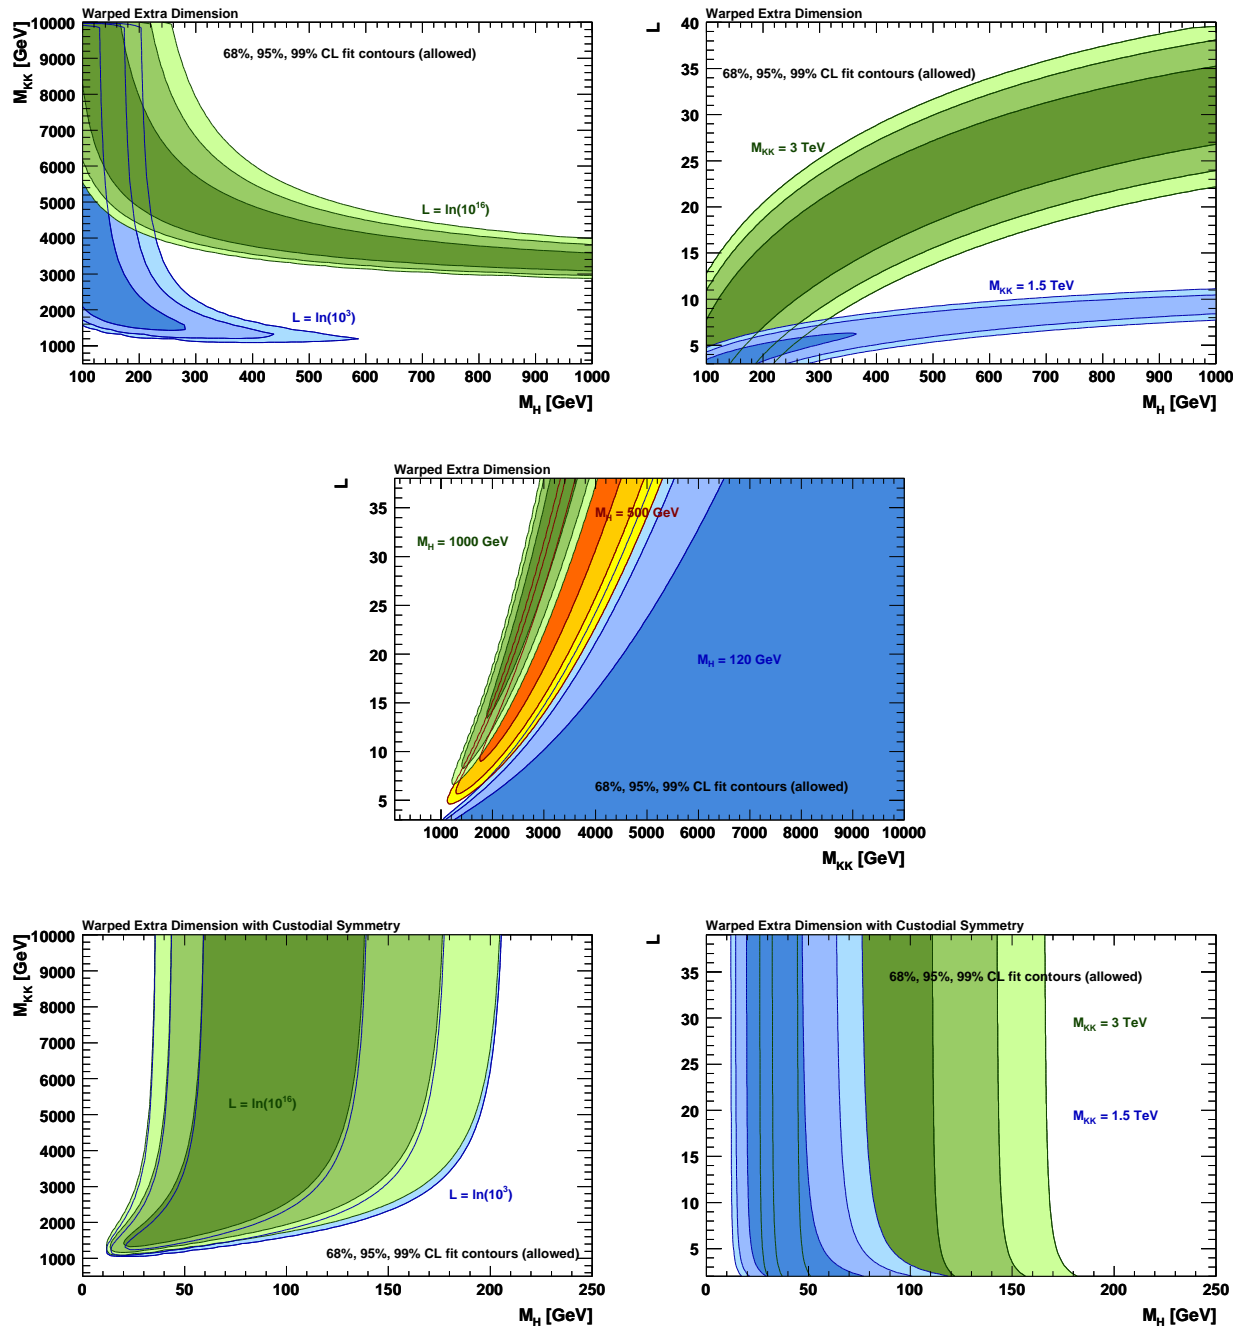 Warped Extra Dimension
M_KK [GeV]
10000
9000
8000
7000
6000
5000
4000
3000
2000
1000
68%, 95%, 99% CL fit contours (allowed)
L = ln(10^16)
L = ln(10^3)
100 200 300 400 500 600 700 800 900 1000
M_H [GeV]
Warped Extra Dimension
L
40
35
30
25
20
15
10
5
68%, 95%, 99% CL fit contours (allowed)
M_KK = 3 TeV
M_KK = 1.5 TeV
100 200 300 400 500 600 700 800 900 1000
M_H [GeV]
Warped Extra Dimension
L
35
30
25
20
15
10
5
M_H = 500 GeV
M_H = 1000 GeV
M_H = 120 GeV
68%, 95%, 99% CL fit contours (allowed)
1000 2000 3000 4000 5000 6000 7000 8000 9000 10000
M_KK [GeV]
Warped Extra Dimension with Custodial Symmetry
M_KK [GeV]
10000
9000
8000
7000
6000
5000
4000
3000
2000
1000
L = ln(10^16)
L = ln(10^3)
68%, 95%, 99% CL fit contours (allowed)
0 50 100 150 200 250
M_H [GeV]
Warped Extra Dimension with Custodial Symmetry
L
35
30
25
20
15
10
5
68%, 95%, 99% CL fit contours (allowed)
M_KK = 3 TeV
M_KK = 1.5 TeV
0 50 100 150 200 250
M_H [GeV]